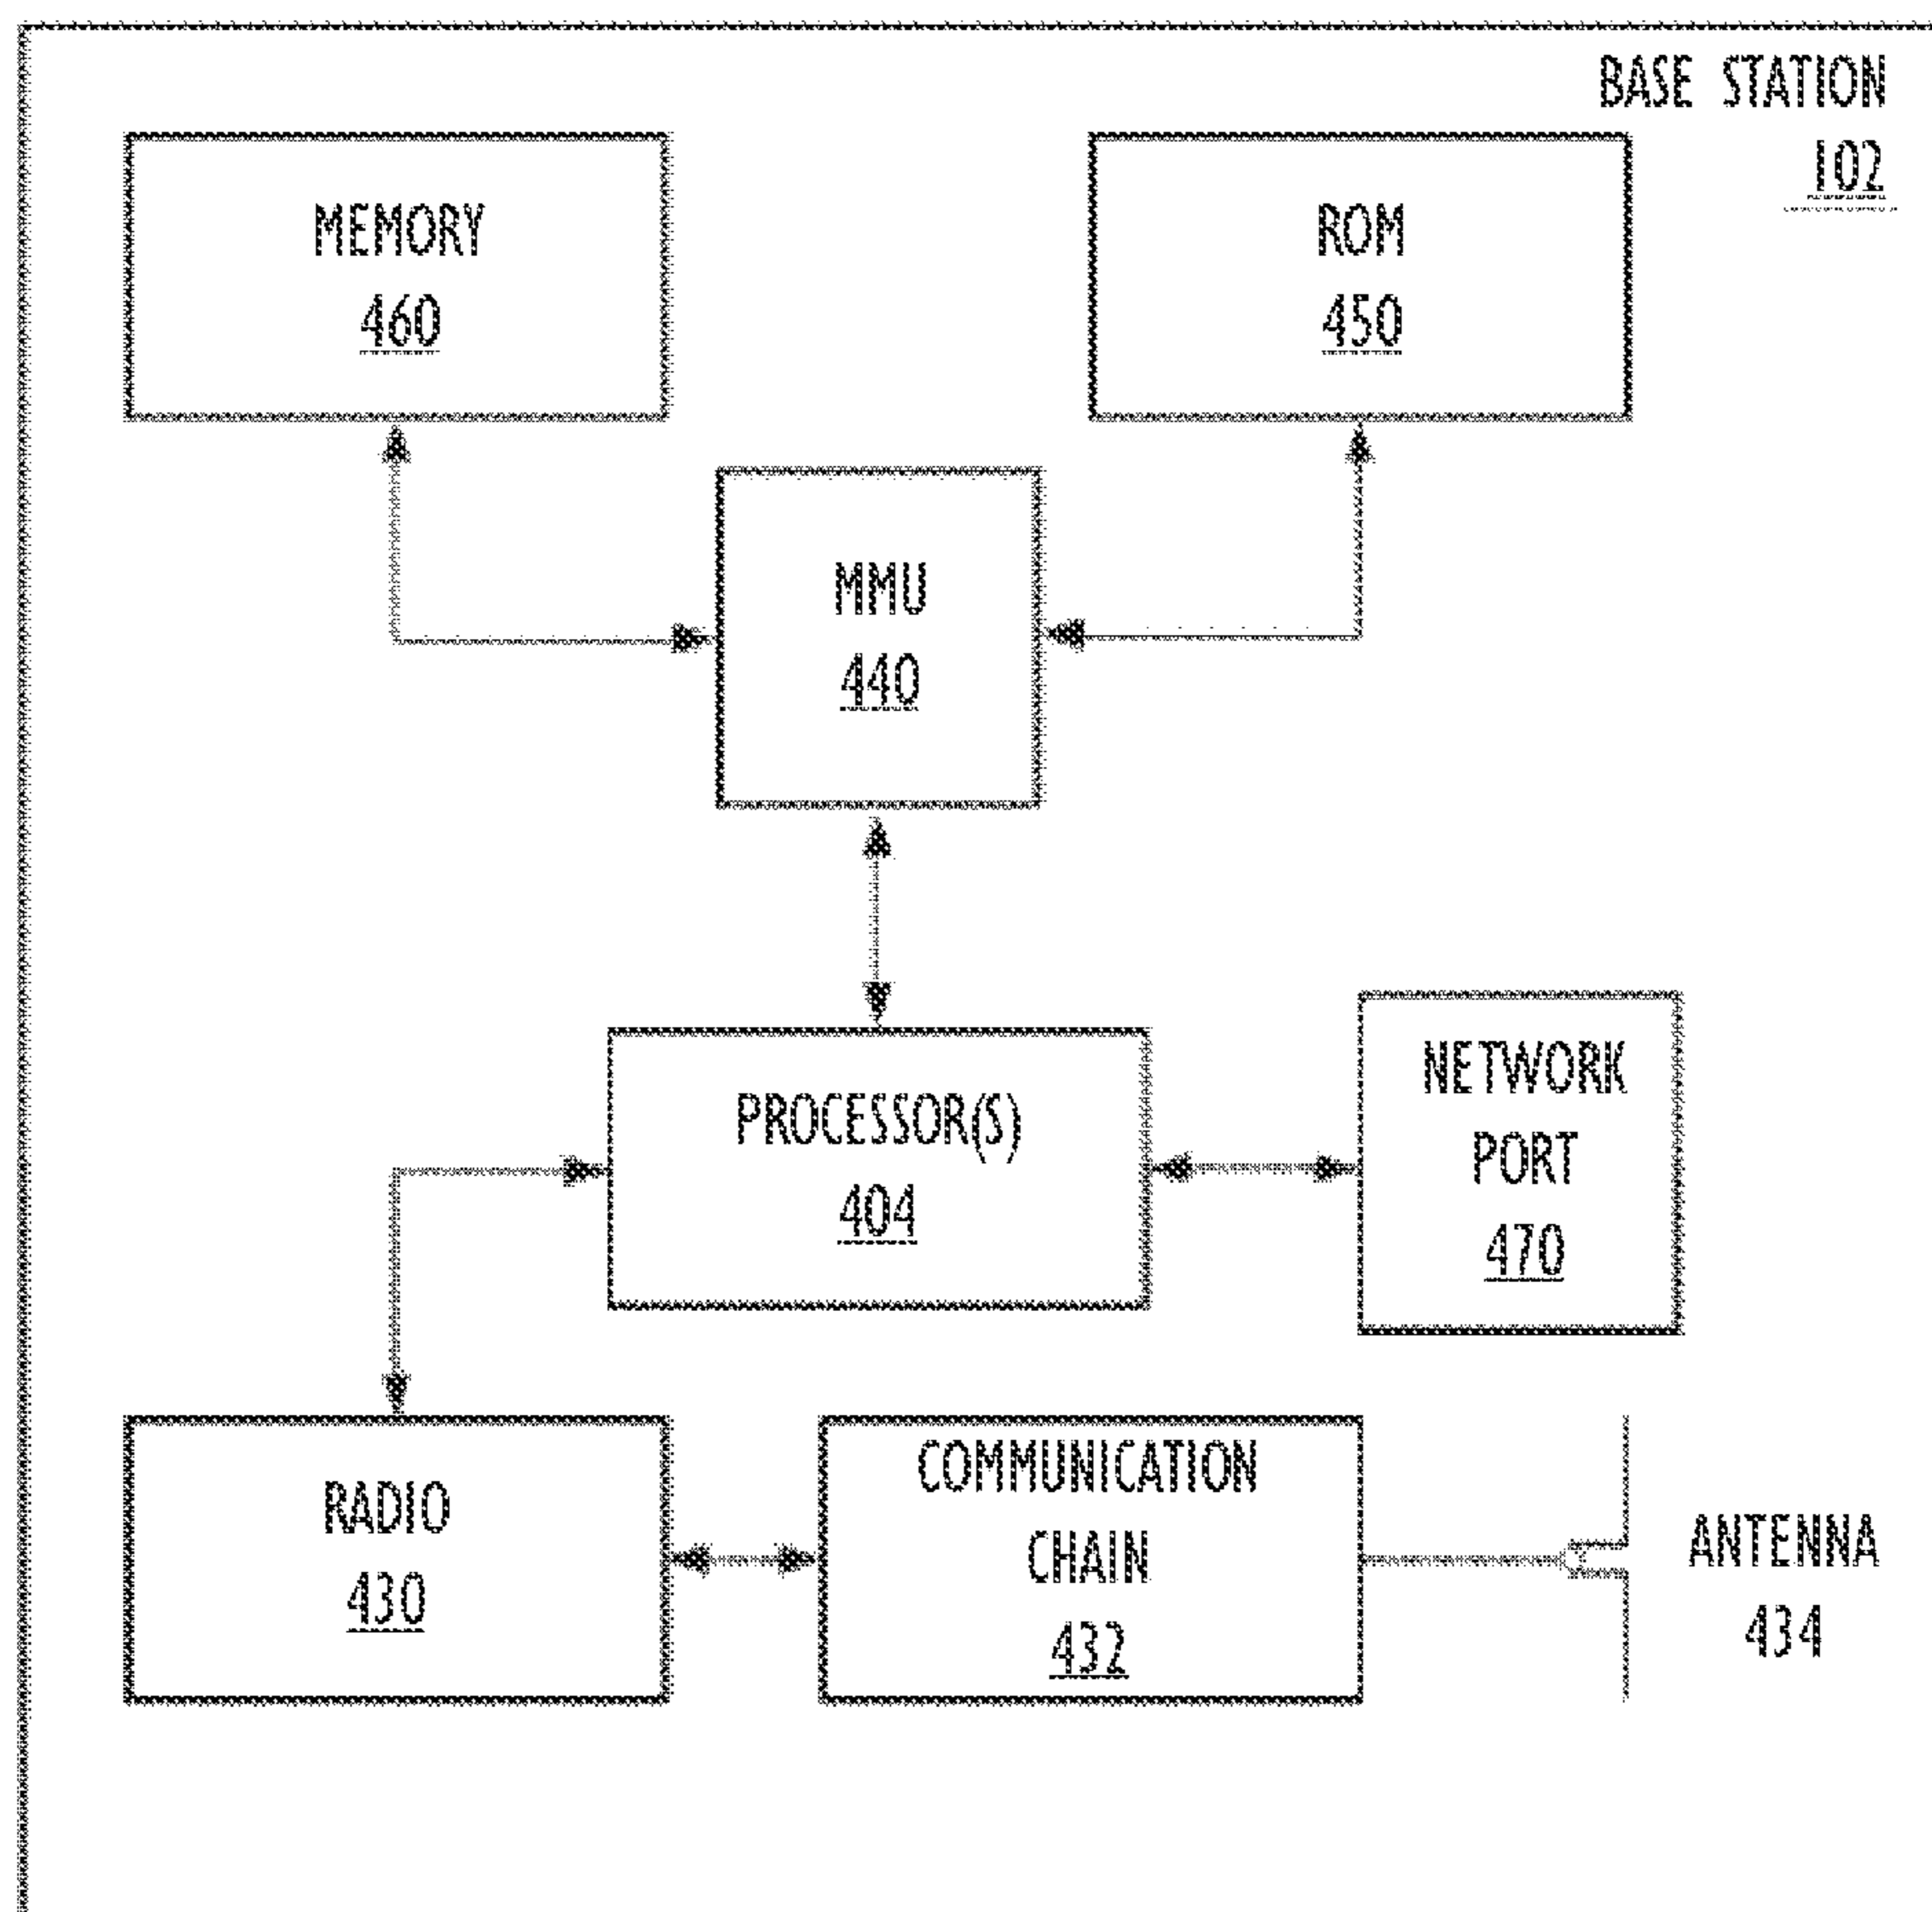 BASE STATION
102
MEMORY
460
ROM
450
MMU
440
PROCESSOR(S)
404
NETWORK
PORT
470
RADIO
430
COMMUNICATION
CHAIN
432
ANTENNA
434